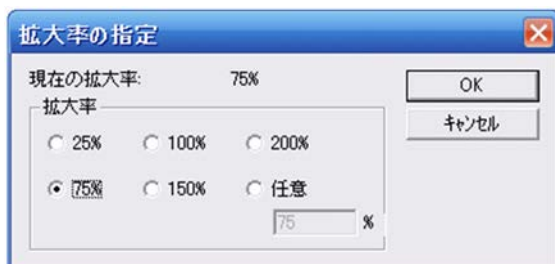 拡大率の指定
現在の拡大率: 75%
OK
キャンセル
拡大率
25% 100% 200%
75% 150% 任意
75 %